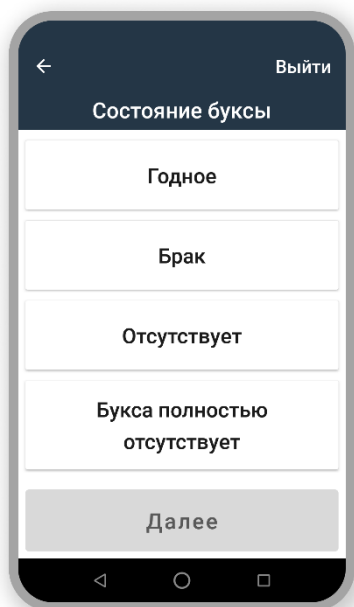 Выйти
Состояние буксы
Годное
Брак
Отсутствует
Букса полностью
отсутствует
Далее